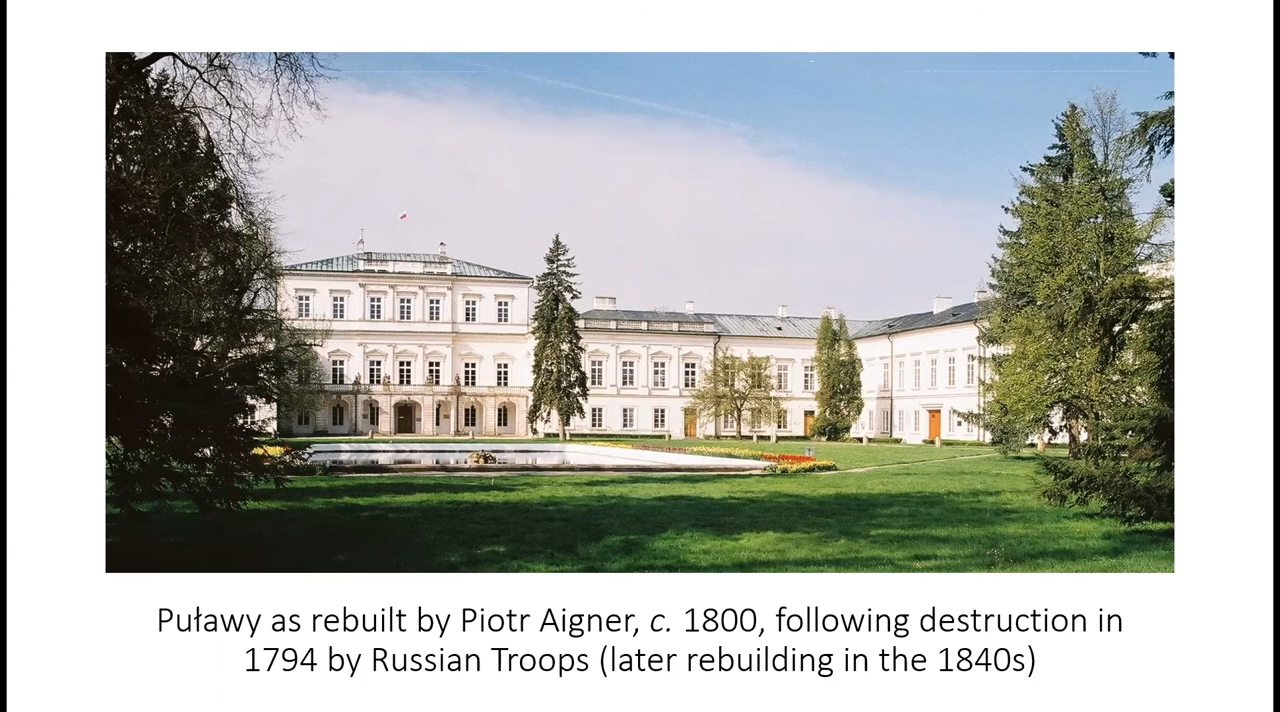 Puławy as rebuilt by Piotr Aigner, c. 1800, following destruction in
1794 by Russian Troops (later rebuilding in the 1840s)